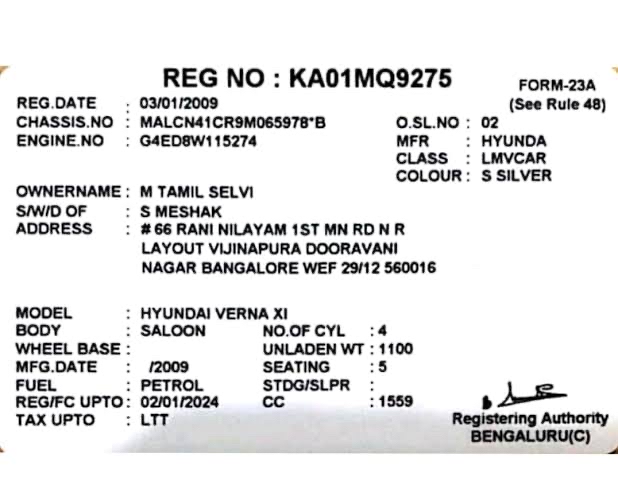 REG NO : KA01MQ9275
FORM-23A
(See Rule 48)
REG.DATE : 03/01/2009
CHASSIS.NO : MALCN41CR9M065978*B O.SL.NO : 02
ENGINE.NO : G4ED8W115274 MFR : HYUNDA
CLASS : LMVCAR
COLOUR : S SILVER
OWNERNAME : M TAMIL SELVI
S/W/D OF : S MESHAK
ADDRESS : # 66 RANI NILAYAM 1ST MN RD N R
LAYOUT VIJINAPURA DOORAVANI
NAGAR BANGALORE WEF 29/12 560016
MODEL : HYUNDAI VERNA XI
BODY : SALOON NO.OF CYL : 4
WHEEL BASE : UNLADEN WT : 1100
MFG.DATE : /2009 SEATING : 5
FUEL : PETROL STDG/SLPR :
REG/FC UPTO : 02/01/2024 CC : 1559
TAX UPTO : LTT
Registering Authority
BENGALURU(C)